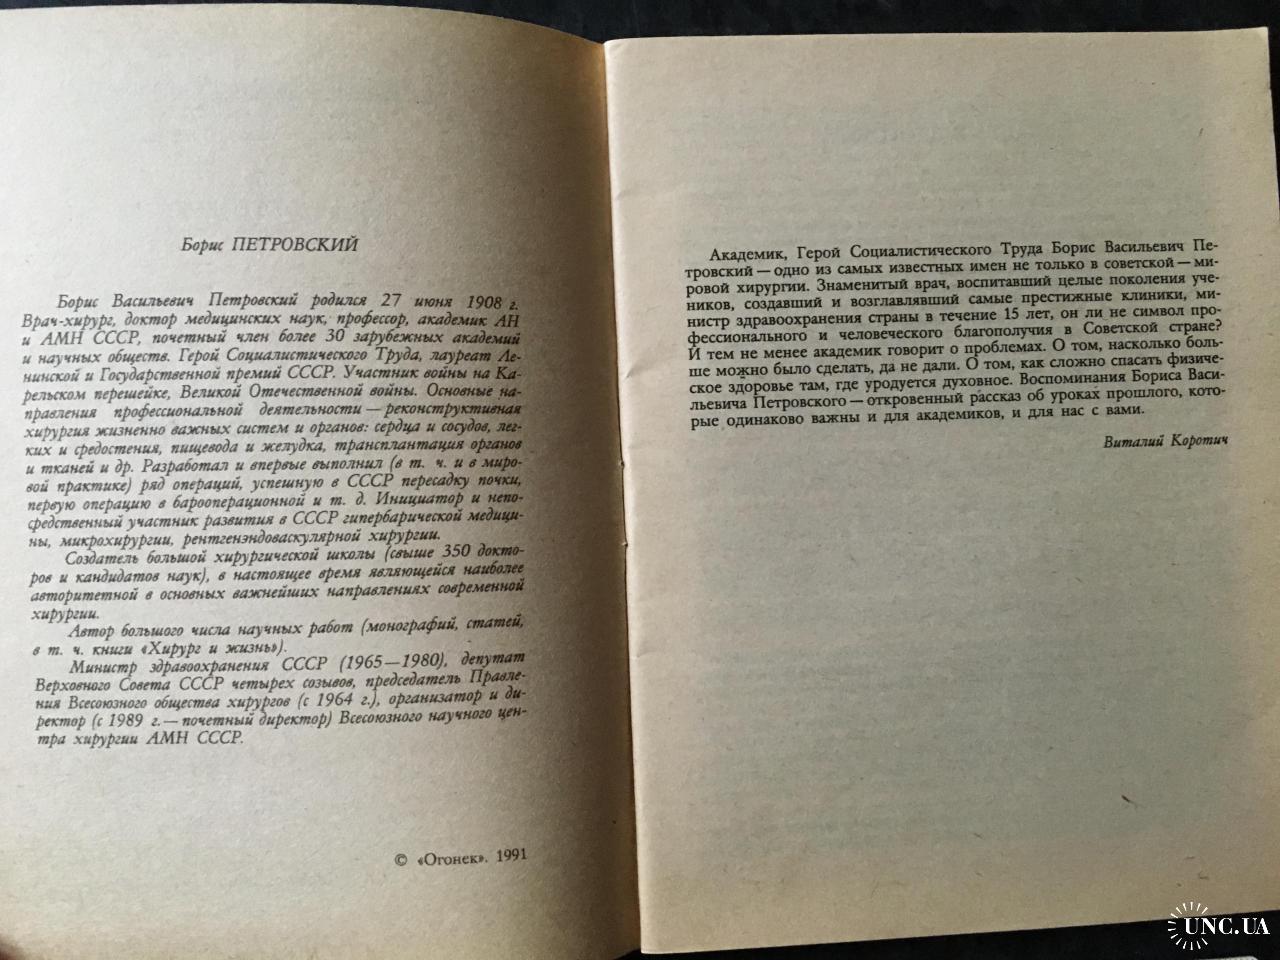 Борис ПЕТРОВСКИЙ
Борис Васильевич Петровский родился 27 июня 1908 г.
Врач-хирург, доктор медицинских наук, профессор, академик АН
и АМН СССР, почетный член более 30 зарубежных академий
и научных обществ. Герой Социалистического Труда, лауреат Ле-
нинской и Государственной премий СССР. Участник войны на Ка-
рельском перешейке, Великой Отечественной войны. Основные на-
правления профессиональной деятельности — реконструктивная
хирургия жизненно важных систем и органов: сердца и сосудов, лег-
ких и средостения, пищевода и желудка, трансплантация органов
и тканей и др. Разработал и впервые выполнил (в т. ч. и в миро-
вой практике) ряд операций, успешную в СССР пересадку почки,
первую операцию в барооперационной и т. д. Инициатор и непо-
средственный участник развития в СССР гипербарической медици-
ны, микрохирургии, рентгенэндоваскулярной хирургии.
Создатель большой хирургической школы (свыше 350 докто-
ров и кандидатов наук), в настоящее время являющейся наиболее
авторитетной в основных важнейших направлениях современной
хирургии.
Автор большого числа научных работ (монографий, статей,
в т. ч. книги «Хирург и жизнь»).
Министр здравоохранения СССР (1965—1980), депутат
Верховного Совета СССР четырех созывов, председатель Правле-
ния Всесоюзного общества хирургов (с 1964 г.), организатор и ди-
ректор (с 1989 г. — почетный директор) Всесоюзного научного цен-
тра хирургии АМН СССР.
© «Огонек», 1991
Академик, Герой Социалистического Труда Борис Васильевич Пе-
тровский — одно из самых известных имен не только в советской — ми-
ровой хирургии. Знаменитый врач, воспитавший целые поколения уче-
ников, создавший и возглавлявший самые престижные клиники, ми-
нистр здравоохранения страны в течение 15 лет, он ли не символ про-
фессионального и человеческого благополучия в Советской стране?
И тем не менее академик говорит о проблемах. О том, насколько боль-
ше можно было сделать, да не дали. О том, как сложно спасать физиче-
ское здоровье там, где уродуется духовное. Воспоминания Бориса Васи-
льевича Петровского — откровенный рассказ об уроках прошлого, кото-
рые одинаково важны и для академиков, и для нас с вами.
Виталий Коротич
UNC.UA